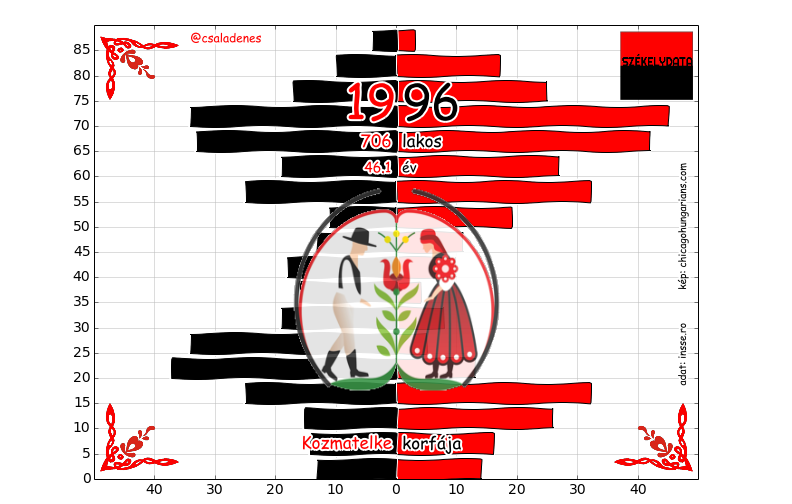 @csaladenes
SZÉKELYDATA
1996
706 lakos
46.1 év
kép: chicagohungarians.com
adat: insse.ro
Kozmatelke korfája
85
80
75
70
65
60
55
50
45
40
35
30
25
20
15
10
5
0
40 30 20 10 0 10 20 30 40